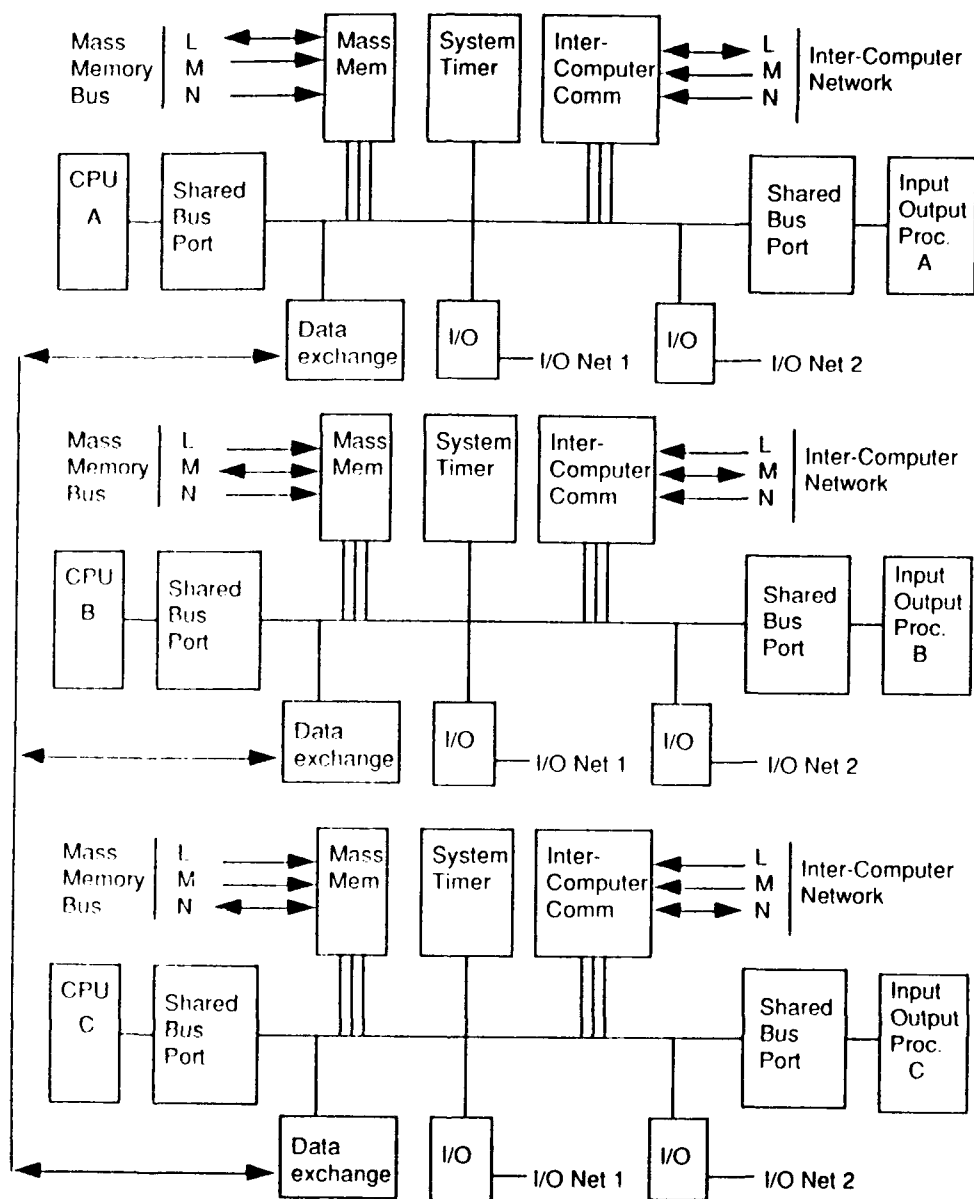 Mass
Memory
Bus
L
M
N
Mass
Mem
System
Timer
Inter-
Computer
Comm
L
M
N
Inter-Computer
Network
CPU
A
Shared
Bus
Port
Shared
Bus
Port
Input
Output
Proc.
A
Data
exchange
I/O
I/O Net 1
I/O
I/O Net 2
Mass
Memory
Bus
L
M
N
Mass
Mem
System
Timer
Inter-
Computer
Comm
L
M
N
Inter-Computer
Network
CPU
B
Shared
Bus
Port
Shared
Bus
Port
Input
Output
Proc.
B
Data
exchange
I/O
I/O Net 1
I/O
I/O Net 2
Mass
Memory
Bus
L
M
N
Mass
Mem
System
Timer
Inter-
Computer
Comm
L
M
N
Inter-Computer
Network
CPU
C
Shared
Bus
Port
Shared
Bus
Port
Input
Output
Proc.
C
Data
exchange
I/O
I/O Net 1
I/O
I/O Net 2